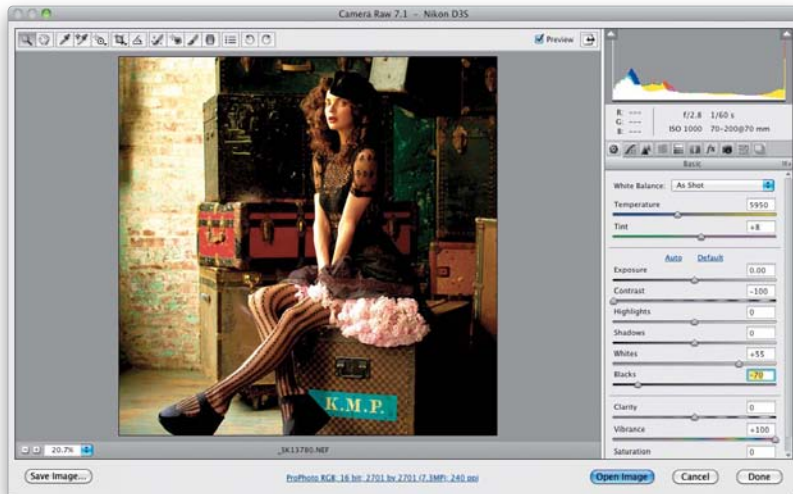 Camera Raw 7.1 - Nikon D3S
Preview
R: ---
G: ---
B: ---
f/2.8 1/60 s
ISO 1000 70-200@70 mm
Basic
White Balance: As Shot
Temperature 5950
Tint +8
Auto Default
Exposure 0.00
Contrast -100
Highlights 0
Shadows 0
Whites +55
Blacks -70
Clarity 0
Vibrance +100
Saturation 0
K.M.P.
20.7%
_SK13780.NEF
Save Image...
ProPhoto RGB; 16 bit; 2701 by 2701 (7.3MP); 240 ppi
Open Image
Cancel
Done